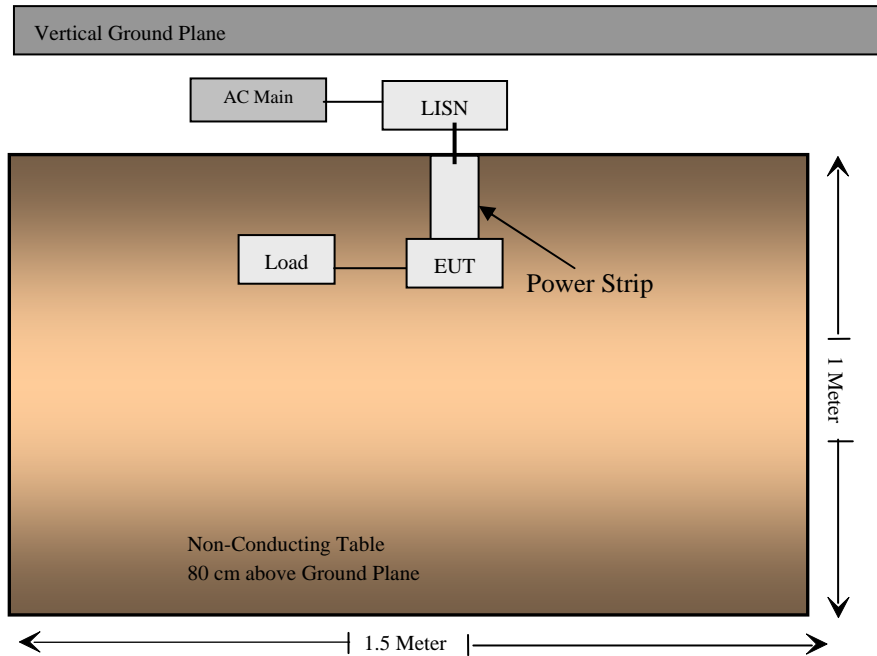 Vertical Ground Plane
AC Main
LISN
Load
EUT
Power Strip
1 Meter
Non-Conducting Table
80 cm above Ground Plane
1.5 Meter